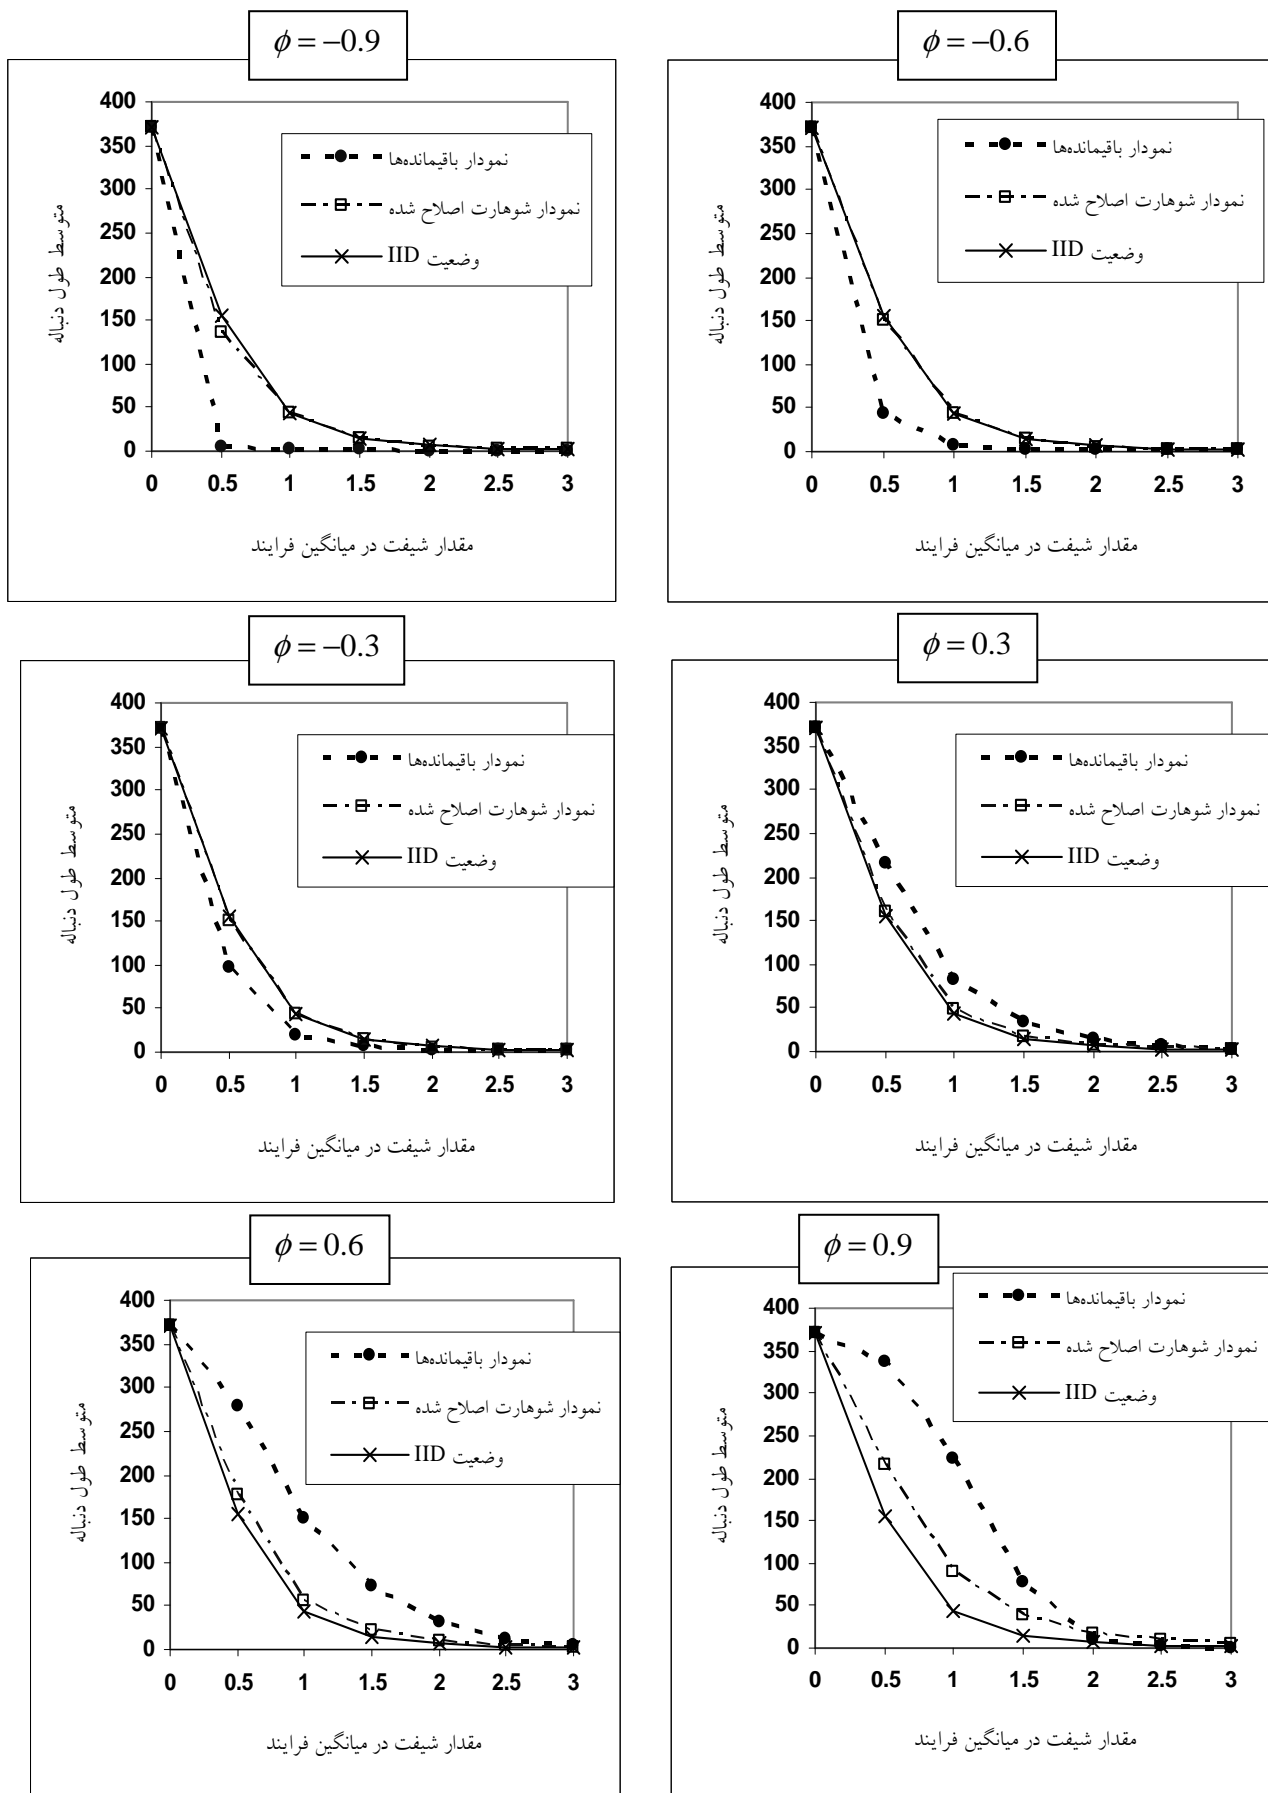 ϕ = −0.9
400
350
300
250
200
150
100
50
0
0 0.5 1 1.5 2 2.5 3
متوسط طول دنباله
نمودار باقیمانده‌ها
نمودار شوهارت اصلاح شده
وضعیت IID
مقدار شیفت در میانگین فرایند
ϕ = −0.6
400
350
300
250
200
150
100
50
0
0 0.5 1 1.5 2 2.5 3
متوسط طول دنباله
نمودار باقیمانده‌ها
نمودار شوهارت اصلاح شده
وضعیت IID
مقدار شیفت در میانگین فرایند
ϕ = −0.3
400
350
300
250
200
150
100
50
0
0 0.5 1 1.5 2 2.5 3
متوسط طول دنباله
نمودار باقیمانده‌ها
نمودار شوهارت اصلاح شده
وضعیت IID
مقدار شیفت در میانگین فرایند
ϕ = 0.3
400
350
300
250
200
150
100
50
0
0 0.5 1 1.5 2 2.5 3
متوسط طول دنباله
نمودار باقیمانده‌ها
نمودار شوهارت اصلاح شده
وضعیت IID
مقدار شیفت در میانگین فرایند
ϕ = 0.6
400
350
300
250
200
150
100
50
0
0 0.5 1 1.5 2 2.5 3
متوسط طول دنباله
نمودار باقیمانده‌ها
نمودار شوهارت اصلاح شده
وضعیت IID
مقدار شیفت در میانگین فرایند
ϕ = 0.9
400
350
300
250
200
150
100
50
0
0 0.5 1 1.5 2 2.5 3
متوسط طول دنباله
نمودار باقیمانده‌ها
نمودار شوهارت اصلاح شده
وضعیت IID
مقدار شیفت در میانگین فرایند